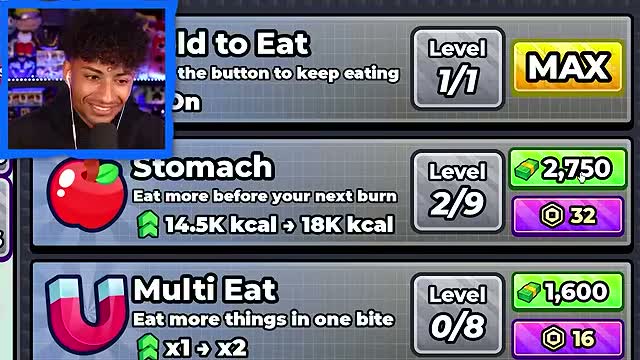 ld to Eat
the button to keep eating
On
Level
1/1
MAX
Stomach
Eat more before your next burn
14.5K kcal → 18K kcal
Level
2/9
2,750
32
Multi Eat
Eat more things in one bite
x1 → x2
Level
0/8
1,600
16